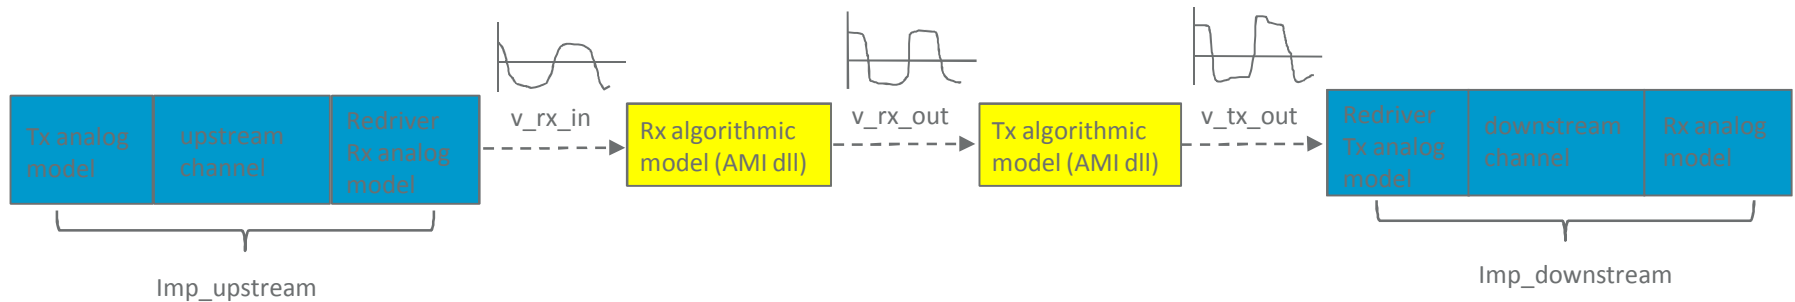 Tx analog
model
upstream
channel
Redriver
Rx analog
model
v_rx_in
Rx algorithmic
model (AMI dll)
v_rx_out
Tx algorithmic
model (AMI dll)
v_tx_out
Redriver
Tx analog
model
downstream
channel
Rx analog
model
Imp_upstream
Imp_downstream